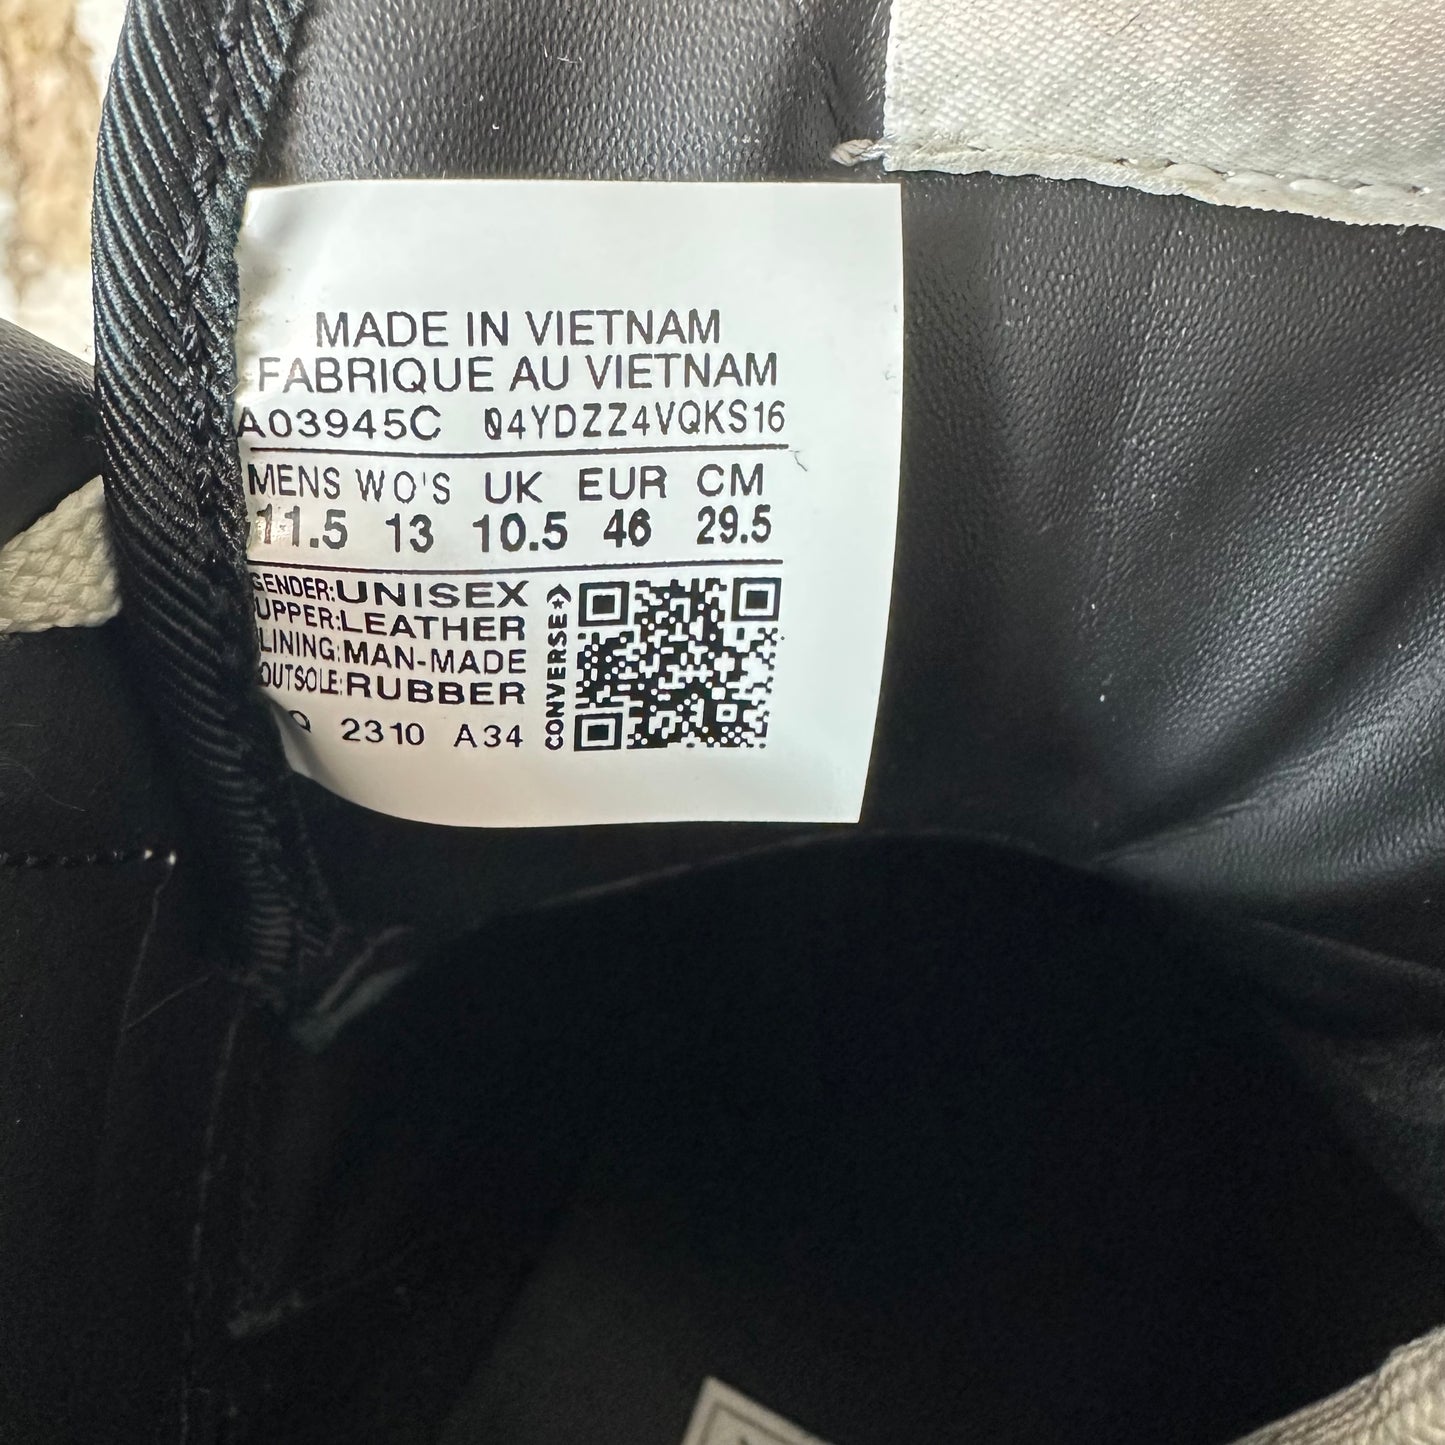 MADE IN VIETNAM
FABRIQUE AU VIETNAM
A03945C 04YDZZ4VQKS16
MENS WO'S UK EUR CM
11.5 13 10.5 46 29.5
GENDER:UNISEX
UPPER:LEATHER
LINING:MAN-MADE
OUTSOLE:RUBBER
2310 A34
CONVERSE